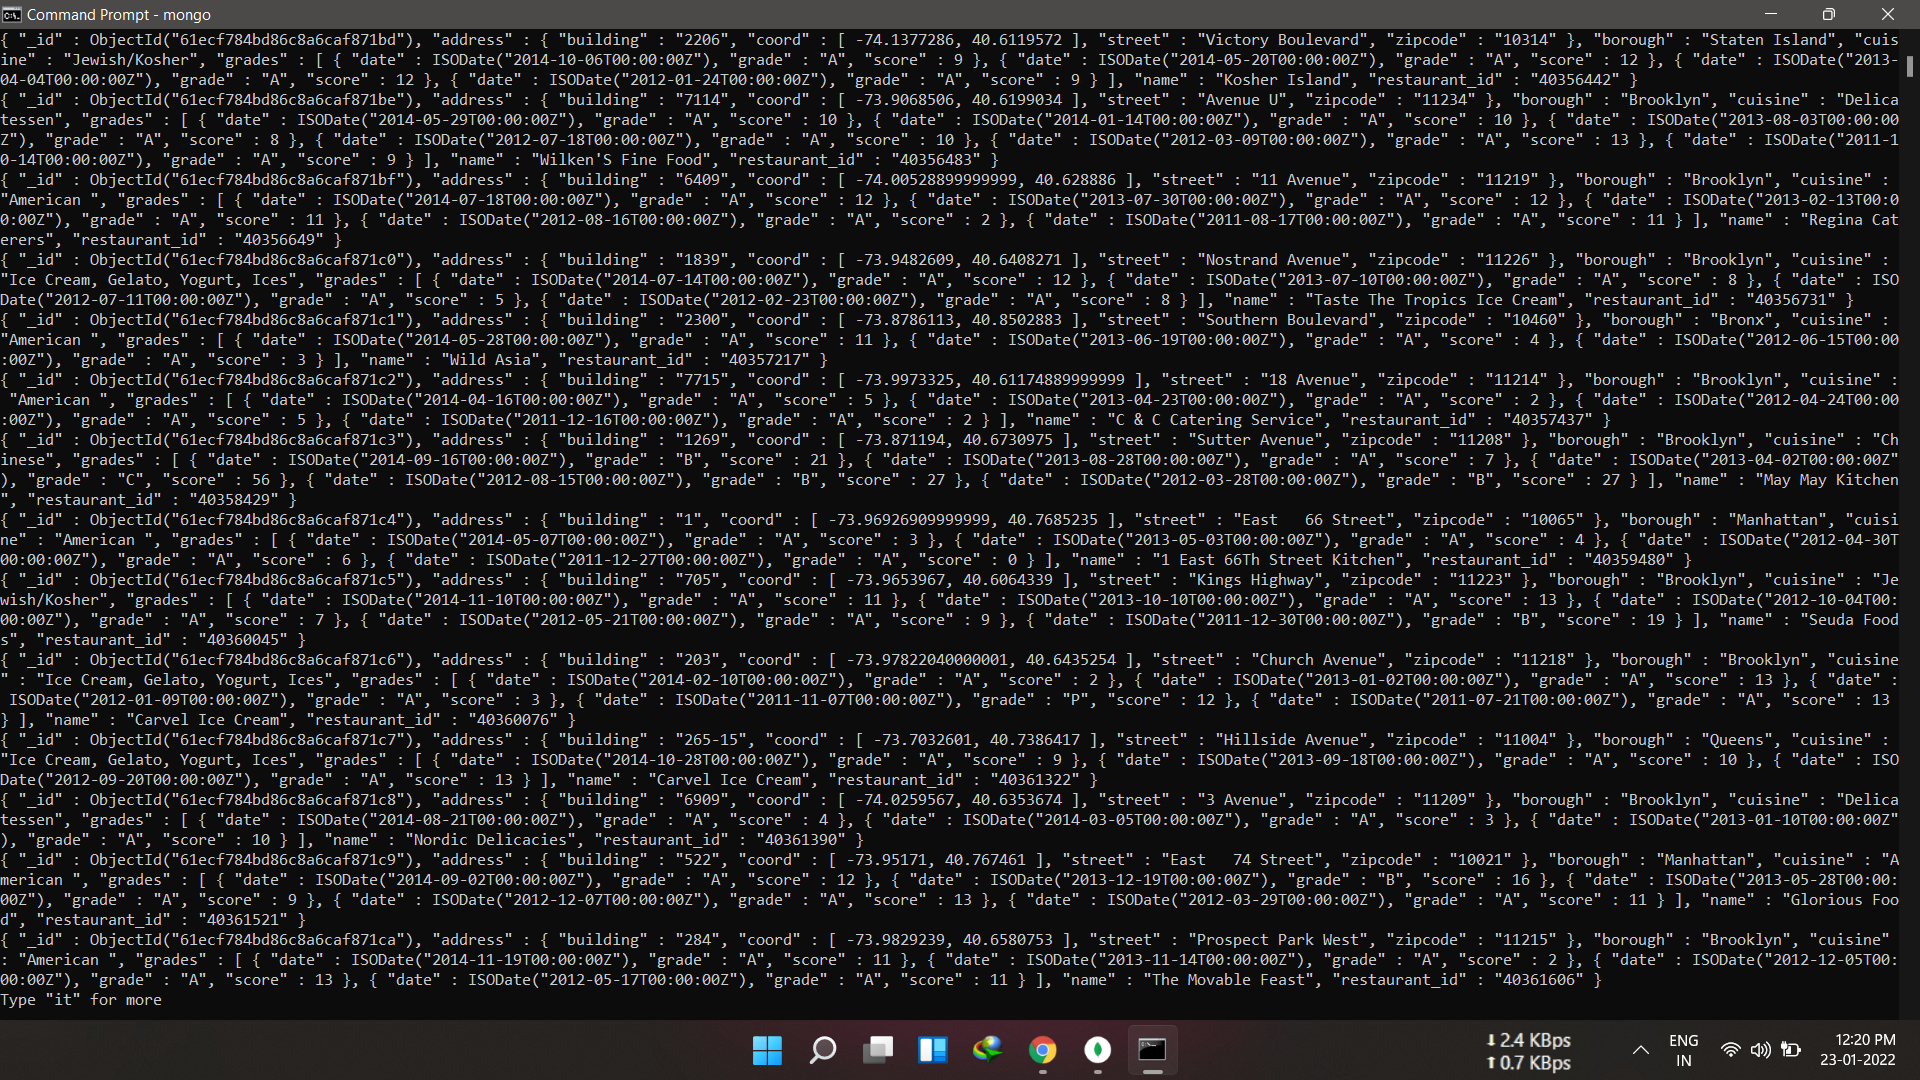 Command Prompt - mongo
{ "_id" : ObjectId("61ecf784bd86c8a6caf871bd"), "address" : { "building" : "2206", "coord" : [ -74.1377286, 40.6119572 ], "street" : "Victory Boulevard", "zipcode" : "10314" }, "borough" : "Staten Island", "cuis
ine" : "Jewish/Kosher", "grades" : [ { "date" : ISODate("2014-10-06T00:00:00Z"), "grade" : "A", "score" : 9 }, { "date" : ISODate("2014-05-20T00:00:00Z"), "grade" : "A", "score" : 12 }, { "date" : ISODate("2013-
04-04T00:00:00Z"), "grade" : "A", "score" : 12 }, { "date" : ISODate("2012-01-24T00:00:00Z"), "grade" : "A", "score" : 9 } ], "name" : "Kosher Island", "restaurant_id" : "40356442" }
{ "_id" : ObjectId("61ecf784bd86c8a6caf871be"), "address" : { "building" : "7114", "coord" : [ -73.9068506, 40.6199034 ], "street" : "Avenue U", "zipcode" : "11234" }, "borough" : "Brooklyn", "cuisine" : "Delica
tessen", "grades" : [ { "date" : ISODate("2014-05-29T00:00:00Z"), "grade" : "A", "score" : 10 }, { "date" : ISODate("2014-01-14T00:00:00Z"), "grade" : "A", "score" : 10 }, { "date" : ISODate("2013-08-03T00:00:00
Z"), "grade" : "A", "score" : 8 }, { "date" : ISODate("2012-07-18T00:00:00Z"), "grade" : "A", "score" : 10 }, { "date" : ISODate("2012-03-09T00:00:00Z"), "grade" : "A", "score" : 13 }, { "date" : ISODate("2011-1
0-14T00:00:00Z"), "grade" : "A", "score" : 9 } ], "name" : "Wilken'S Fine Food", "restaurant_id" : "40356483" }
{ "_id" : ObjectId("61ecf784bd86c8a6caf871bf"), "address" : { "building" : "6409", "coord" : [ -74.00528899999999, 40.628886 ], "street" : "11 Avenue", "zipcode" : "11219" }, "borough" : "Brooklyn", "cuisine" :
"American ", "grades" : [ { "date" : ISODate("2014-07-18T00:00:00Z"), "grade" : "A", "score" : 12 }, { "date" : ISODate("2013-07-30T00:00:00Z"), "grade" : "A", "score" : 12 }, { "date" : ISODate("2013-02-13T00:0
0:00Z"), "grade" : "A", "score" : 11 }, { "date" : ISODate("2012-08-16T00:00:00Z"), "grade" : "A", "score" : 2 }, { "date" : ISODate("2011-08-17T00:00:00Z"), "grade" : "A", "score" : 11 } ], "name" : "Regina Cat
erers", "restaurant_id" : "40356649" }
{ "_id" : ObjectId("61ecf784bd86c8a6caf871c0"), "address" : { "building" : "1839", "coord" : [ -73.9482609, 40.6408271 ], "street" : "Nostrand Avenue", "zipcode" : "11226" }, "borough" : "Brooklyn", "cuisine" :
"Ice Cream, Gelato, Yogurt, Ices", "grades" : [ { "date" : ISODate("2014-07-14T00:00:00Z"), "grade" : "A", "score" : 12 }, { "date" : ISODate("2013-07-10T00:00:00Z"), "grade" : "A", "score" : 8 }, { "date" : ISO
Date("2012-07-11T00:00:00Z"), "grade" : "A", "score" : 5 }, { "date" : ISODate("2012-02-23T00:00:00Z"), "grade" : "A", "score" : 8 } ], "name" : "Taste The Tropics Ice Cream", "restaurant_id" : "40356731" }
{ "_id" : ObjectId("61ecf784bd86c8a6caf871c1"), "address" : { "building" : "2300", "coord" : [ -73.8786113, 40.8502883 ], "street" : "Southern Boulevard", "zipcode" : "10460" }, "borough" : "Bronx", "cuisine" :
"American ", "grades" : [ { "date" : ISODate("2014-05-28T00:00:00Z"), "grade" : "A", "score" : 11 }, { "date" : ISODate("2013-06-19T00:00:00Z"), "grade" : "A", "score" : 4 }, { "date" : ISODate("2012-06-15T00:00
:00Z"), "grade" : "A", "score" : 3 } ], "name" : "Wild Asia", "restaurant_id" : "40357217" }
{ "_id" : ObjectId("61ecf784bd86c8a6caf871c2"), "address" : { "building" : "7715", "coord" : [ -73.9973325, 40.61174889999999 ], "street" : "18 Avenue", "zipcode" : "11214" }, "borough" : "Brooklyn", "cuisine" :
 "American ", "grades" : [ { "date" : ISODate("2014-04-16T00:00:00Z"), "grade" : "A", "score" : 5 }, { "date" : ISODate("2013-04-23T00:00:00Z"), "grade" : "A", "score" : 2 }, { "date" : ISODate("2012-04-24T00:00
:00Z"), "grade" : "A", "score" : 5 }, { "date" : ISODate("2011-12-16T00:00:00Z"), "grade" : "A", "score" : 2 } ], "name" : "C & C Catering Service", "restaurant_id" : "40357437" }
{ "_id" : ObjectId("61ecf784bd86c8a6caf871c3"), "address" : { "building" : "1269", "coord" : [ -73.871194, 40.6730975 ], "street" : "Sutter Avenue", "zipcode" : "11208" }, "borough" : "Brooklyn", "cuisine" : "Ch
inese", "grades" : [ { "date" : ISODate("2014-09-16T00:00:00Z"), "grade" : "B", "score" : 21 }, { "date" : ISODate("2013-08-28T00:00:00Z"), "grade" : "A", "score" : 7 }, { "date" : ISODate("2013-04-02T00:00:00Z"
), "grade" : "C", "score" : 56 }, { "date" : ISODate("2012-08-15T00:00:00Z"), "grade" : "B", "score" : 27 }, { "date" : ISODate("2012-03-28T00:00:00Z"), "grade" : "B", "score" : 27 } ], "name" : "May May Kitchen
", "restaurant_id" : "40358429" }
{ "_id" : ObjectId("61ecf784bd86c8a6caf871c4"), "address" : { "building" : "1", "coord" : [ -73.96926909999999, 40.7685235 ], "street" : "East   66 Street", "zipcode" : "10065" }, "borough" : "Manhattan", "cuisi
ne" : "American ", "grades" : [ { "date" : ISODate("2014-05-07T00:00:00Z"), "grade" : "A", "score" : 3 }, { "date" : ISODate("2013-05-03T00:00:00Z"), "grade" : "A", "score" : 4 }, { "date" : ISODate("2012-04-30T
00:00:00Z"), "grade" : "A", "score" : 6 }, { "date" : ISODate("2011-12-27T00:00:00Z"), "grade" : "A", "score" : 0 } ], "name" : "1 East 66Th Street Kitchen", "restaurant_id" : "40359480" }
{ "_id" : ObjectId("61ecf784bd86c8a6caf871c5"), "address" : { "building" : "705", "coord" : [ -73.9653967, 40.6064339 ], "street" : "Kings Highway", "zipcode" : "11223" }, "borough" : "Brooklyn", "cuisine" : "Je
wish/Kosher", "grades" : [ { "date" : ISODate("2014-11-10T00:00:00Z"), "grade" : "A", "score" : 11 }, { "date" : ISODate("2013-10-10T00:00:00Z"), "grade" : "A", "score" : 13 }, { "date" : ISODate("2012-10-04T00:
00:00Z"), "grade" : "A", "score" : 7 }, { "date" : ISODate("2012-05-21T00:00:00Z"), "grade" : "A", "score" : 9 }, { "date" : ISODate("2011-12-30T00:00:00Z"), "grade" : "B", "score" : 19 } ], "name" : "Seuda Food
s", "restaurant_id" : "40360045" }
{ "_id" : ObjectId("61ecf784bd86c8a6caf871c6"), "address" : { "building" : "203", "coord" : [ -73.97822040000001, 40.6435254 ], "street" : "Church Avenue", "zipcode" : "11218" }, "borough" : "Brooklyn", "cuisine
" : "Ice Cream, Gelato, Yogurt, Ices", "grades" : [ { "date" : ISODate("2014-02-10T00:00:00Z"), "grade" : "A", "score" : 2 }, { "date" : ISODate("2013-01-02T00:00:00Z"), "grade" : "A", "score" : 13 }, { "date" :
 ISODate("2012-01-09T00:00:00Z"), "grade" : "A", "score" : 3 }, { "date" : ISODate("2011-11-07T00:00:00Z"), "grade" : "P", "score" : 12 }, { "date" : ISODate("2011-07-21T00:00:00Z"), "grade" : "A", "score" : 13
} ], "name" : "Carvel Ice Cream", "restaurant_id" : "40360076" }
{ "_id" : ObjectId("61ecf784bd86c8a6caf871c7"), "address" : { "building" : "265-15", "coord" : [ -73.7032601, 40.7386417 ], "street" : "Hillside Avenue", "zipcode" : "11004" }, "borough" : "Queens", "cuisine" :
"Ice Cream, Gelato, Yogurt, Ices", "grades" : [ { "date" : ISODate("2014-10-28T00:00:00Z"), "grade" : "A", "score" : 9 }, { "date" : ISODate("2013-09-18T00:00:00Z"), "grade" : "A", "score" : 10 }, { "date" : ISO
Date("2012-09-20T00:00:00Z"), "grade" : "A", "score" : 13 } ], "name" : "Carvel Ice Cream", "restaurant_id" : "40361322" }
{ "_id" : ObjectId("61ecf784bd86c8a6caf871c8"), "address" : { "building" : "6909", "coord" : [ -74.0259567, 40.6353674 ], "street" : "3 Avenue", "zipcode" : "11209" }, "borough" : "Brooklyn", "cuisine" : "Delica
tessen", "grades" : [ { "date" : ISODate("2014-08-21T00:00:00Z"), "grade" : "A", "score" : 4 }, { "date" : ISODate("2014-03-05T00:00:00Z"), "grade" : "A", "score" : 3 }, { "date" : ISODate("2013-01-10T00:00:00Z"
), "grade" : "A", "score" : 10 } ], "name" : "Nordic Delicacies", "restaurant_id" : "40361390" }
{ "_id" : ObjectId("61ecf784bd86c8a6caf871c9"), "address" : { "building" : "522", "coord" : [ -73.95171, 40.767461 ], "street" : "East   74 Street", "zipcode" : "10021" }, "borough" : "Manhattan", "cuisine" : "A
merican ", "grades" : [ { "date" : ISODate("2014-09-02T00:00:00Z"), "grade" : "A", "score" : 12 }, { "date" : ISODate("2013-12-19T00:00:00Z"), "grade" : "B", "score" : 16 }, { "date" : ISODate("2013-05-28T00:00:
00Z"), "grade" : "A", "score" : 9 }, { "date" : ISODate("2012-12-07T00:00:00Z"), "grade" : "A", "score" : 13 }, { "date" : ISODate("2012-03-29T00:00:00Z"), "grade" : "A", "score" : 11 } ], "name" : "Glorious Foo
d", "restaurant_id" : "40361521" }
{ "_id" : ObjectId("61ecf784bd86c8a6caf871ca"), "address" : { "building" : "284", "coord" : [ -73.9829239, 40.6580753 ], "street" : "Prospect Park West", "zipcode" : "11215" }, "borough" : "Brooklyn", "cuisine"
: "American ", "grades" : [ { "date" : ISODate("2014-11-19T00:00:00Z"), "grade" : "A", "score" : 11 }, { "date" : ISODate("2013-11-14T00:00:00Z"), "grade" : "A", "score" : 2 }, { "date" : ISODate("2012-12-05T00:
00:00Z"), "grade" : "A", "score" : 13 }, { "date" : ISODate("2012-05-17T00:00:00Z"), "grade" : "A", "score" : 11 } ], "name" : "The Movable Feast", "restaurant_id" : "40361606" }
Type "it" for more
2.4 KBps
0.7 KBps
ENG
IN
12:20 PM
23-01-2022